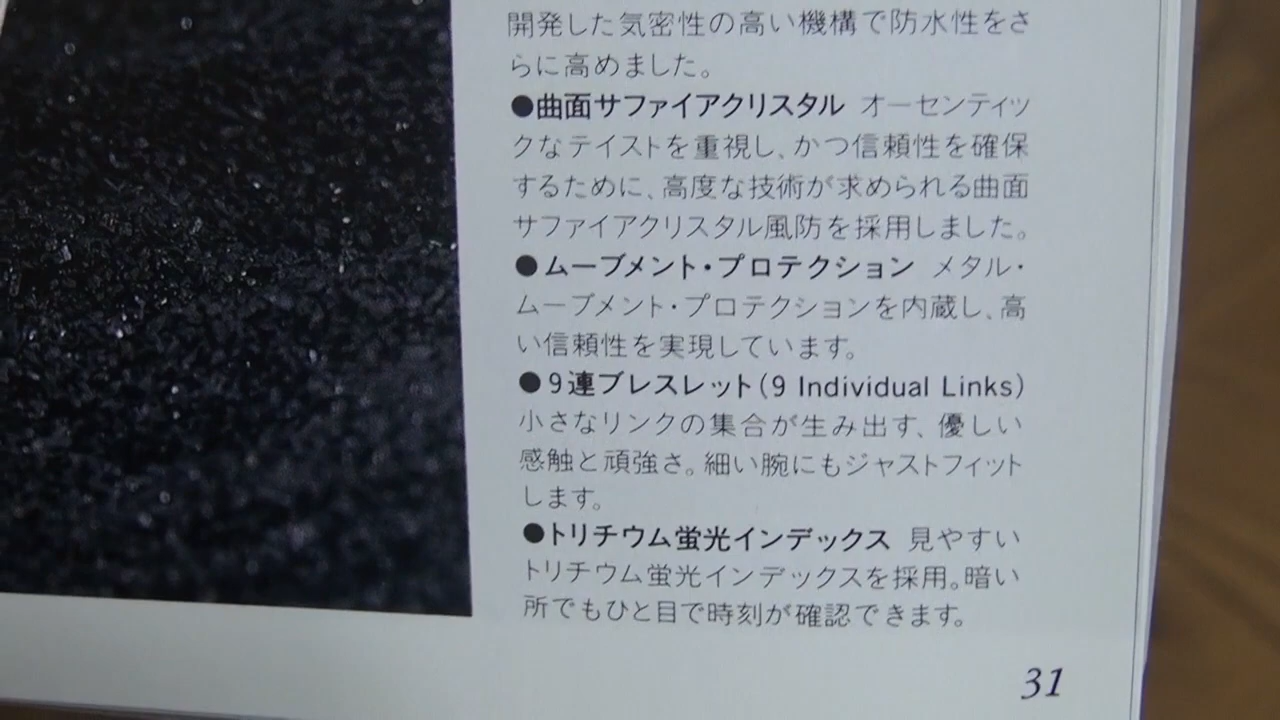 開発した気密性の高い機構で防水性をさ
らに高めました。
●曲面サファイアクリスタル オーセンティッ
クなテイストを重視し、かつ信頼性を確保
するために、高度な技術が求められる曲面
サファイアクリスタル風防を採用しました。
●ムーブメント・プロテクション メタル・
ムーブメント・プロテクションを内蔵し、高
い信頼性を実現しています。
●9連ブレスレット(9 Individual Links)
小さなリンクの集合が生み出す、優しい
感触と頑強さ。細い腕にもジャストフィット
します。
●トリチウム蛍光インデックス 見やすい
トリチウム蛍光インデックスを採用。暗い
所でもひと目で時刻が確認できます。
31